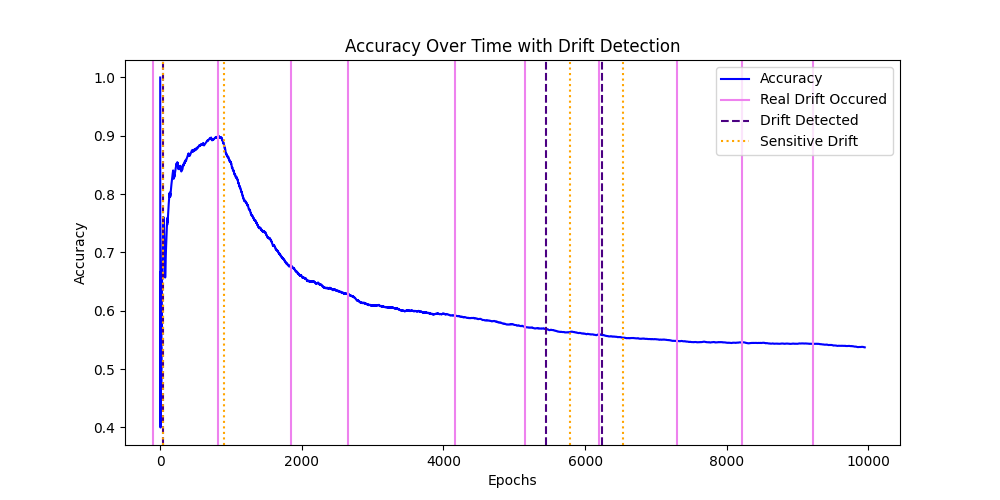 Accuracy Over Time with Drift Detection
Accuracy
1.0
0.9
0.8
0.7
0.6
0.5
0.4
Accuracy
Real Drift Occured
Drift Detected
Sensitive Drift
0
2000
4000
6000
8000
10000
Epochs